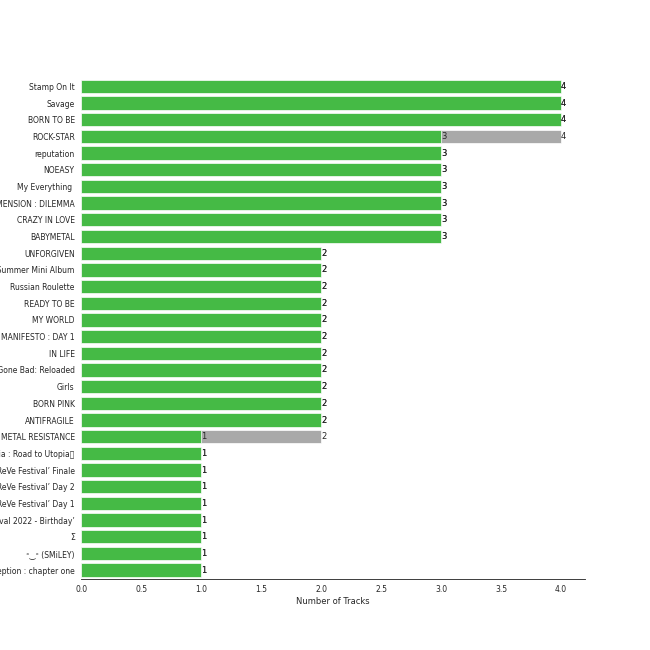 Stamp On It 4
Savage 4
BORN TO BE 4
ROCK-STAR 3 4
reputation 3
NOEASY 3
My Everything 3
MENSION : DILEMMA 3
CRAZY IN LOVE 3
BABYMETAL 3
UNFORGIVEN 2
Summer Mini Album 2
Russian Roulette 2
READY TO BE 2
MY WORLD 2
MANIFESTO : DAY 1 2
IN LIFE 2
Gone Bad: Reloaded 2
Girls 2
BORN PINK 2
ANTIFRAGILE 2
METAL RESISTANCE 1 2
a : Road to Utopia 1
ReVe Festival' Finale 1
ReVe Festival' Day 2 1
ReVe Festival' Day 1 1
val 2022 - Birthday' 1
Σ 1
(SMiLEY) 1
eption : chapter one 1
0.0 0.5 1.0 1.5 2.0 2.5 3.0 3.5 4.0
Number of Tracks